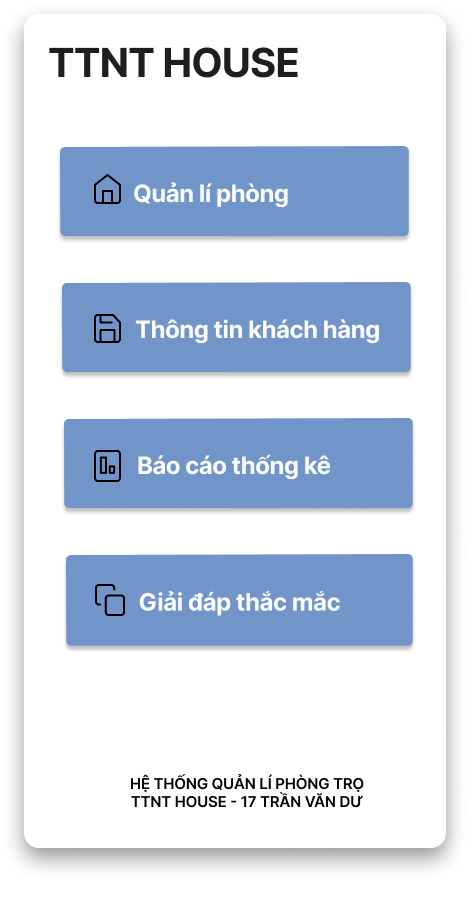 TTNT HOUSE
Quản lí phòng
Thông tin khách hàng
Báo cáo thống kê
Giải đáp thắc mắc
HỆ THỐNG QUẢN LÍ PHÒNG TRỌ
TTNT HOUSE - 17 TRẦN VĂN DƯ